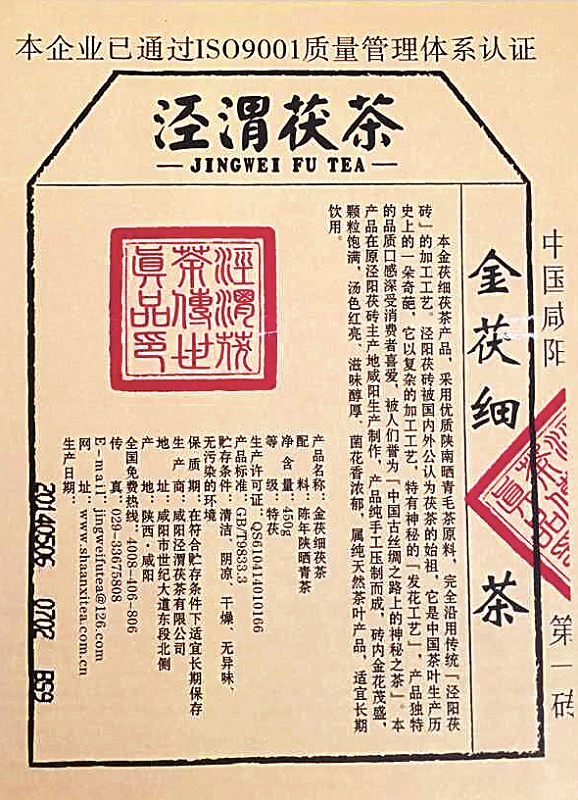 本企业已通过ISO9001质量管理体系认证
泾渭茯茶
JINGWEI FU TEA
中国咸阳
第一砖
金茯细茶
本金茯细茯茶产品，采用优质陕南晒青毛茶原料，完全沿用传统「泾阳茯
砖」的加工工艺。泾阳茯砖被国内外公认为茯茶的始祖，它是中国茶叶生产历
史上的一朵奇葩，它以复杂的加工工艺，特有神秘的「发花工艺」，产品独特
的品质口感深受消费者喜爱，被人们誉为「中国古丝绸之路上的神秘之茶」。本
产品在原泾阳茯砖主产地咸阳生产制作，产品纯手工压制而成，砖内金花茂盛，
颗粒饱满，汤色红亮、滋味醇厚、菌花香浓郁，属纯天然茶叶产品，适宜长期
饮用。
泾渭茯
茶傳世
真品印
产品名称：金茯细茯茶
配料：陈年陕晒青茶
净含量：450g
等级：特茯
生产许可证：QS610414010166
产品标准：GB/T9833.3
贮存条件：清洁、阴凉、干燥、无异味、
无污染的环境
保质期：在符合贮存条件下适宜长期保存
生产商：咸阳泾渭茯茶有限公司
地址：咸阳市世纪大道东段北侧
产地：陕西·咸阳
全国免费热线：4008-106-806
传真：029-33675808
E-mail：jingweifutea@126.com
网址：www.shaanxitea.com.cn
生产日期：
20140506 0702 BS9